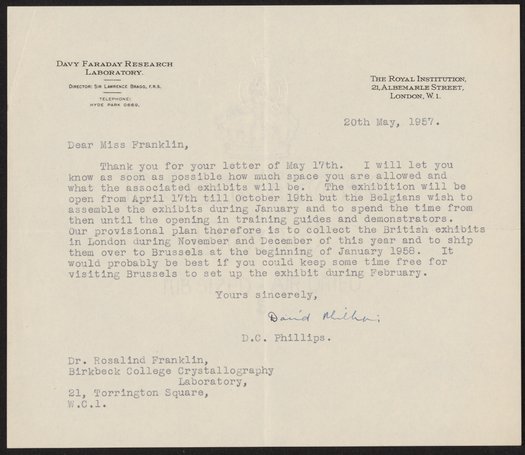 DAVY FARADAY RESEARCH
LABORATORY.
DIRECTOR: SIR LAWRENCE BRAGG, F.R.S.
TELEPHONE:
HYDE PARK 0669.
THE ROYAL INSTITUTION,
21, ALBEMARLE STREET,
LONDON, W.1.
20th May, 1957.
Dear Miss Franklin,
Thank you for your letter of May 17th. I will let you
know as soon as possible how much space you are allowed and
what the associated exhibits will be. The exhibition will be
open from April 17th till October 19th but the Belgians wish to
assemble the exhibits during January and to spend the time from
then until the opening in training guides and demonstrators.
Our provisional plan therefore is to collect the British exhibits
in London during November and December of this year and to ship
them over to Brussels at the beginning of January 1958. It
would probably be best if you could keep some time free for
visiting Brussels to set up the exhibit during February.
Yours sincerely,
David Phillips
D.C. Phillips.
Dr. Rosalind Franklin,
Birkbeck College Crystallography
Laboratory,
21, Torrington Square,
W.C.1.